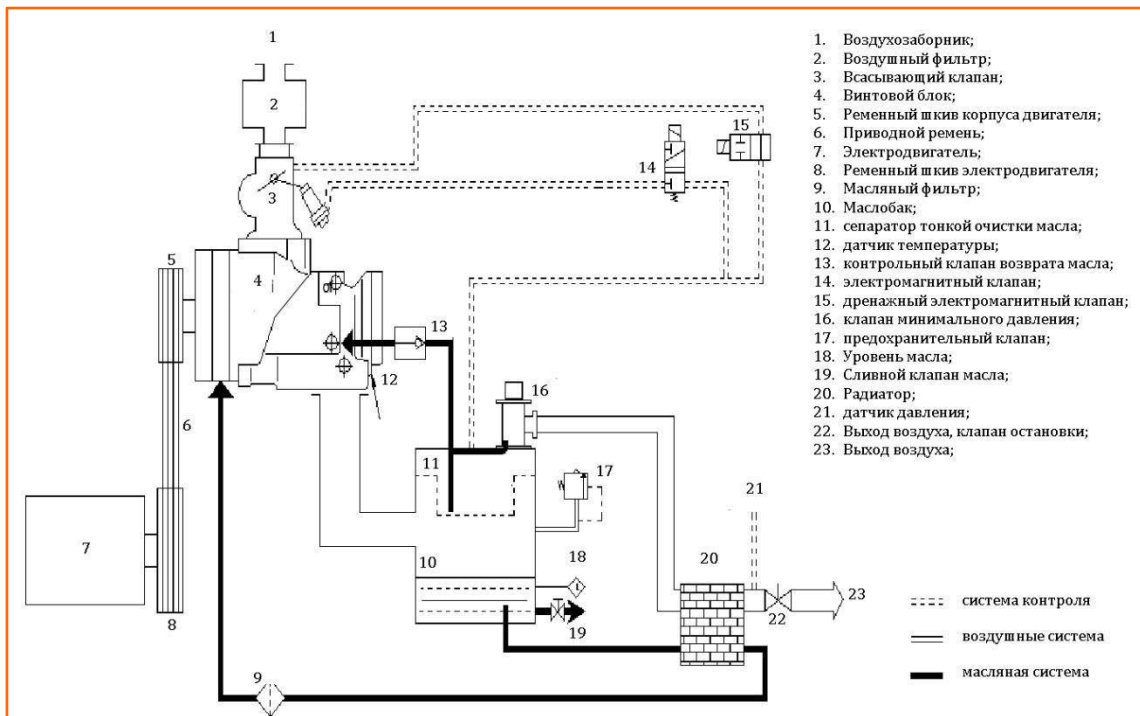 1
2
3
4
5
6
7
8
9
10
11
12
13
14
15
16
17
18
19
20
21
22
23
1. Воздухозаборник;
2. Воздушный фильтр;
3. Всасывающий клапан;
4. Винтовой блок;
5. Ременный шкив корпуса двигателя;
6. Приводной ремень;
7. Электродвигатель;
8. Ременный шкив электродвигателя;
9. Масляный фильтр;
10. Маслобак;
11. сепаратор тонкой очистки масла;
12. датчик температуры;
13. контрольный клапан возврата масла;
14. электромагнитный клапан;
15. дренажный электромагнитный клапан;
16. клапан минимального давления;
17. предохранительный клапан;
18. Уровень масла;
19. Сливной клапан масла;
20. Радиатор;
21. датчик давления;
22. Выход воздуха, клапан остановки;
23. Выход воздуха;
система контроля
воздушные система
масляная система